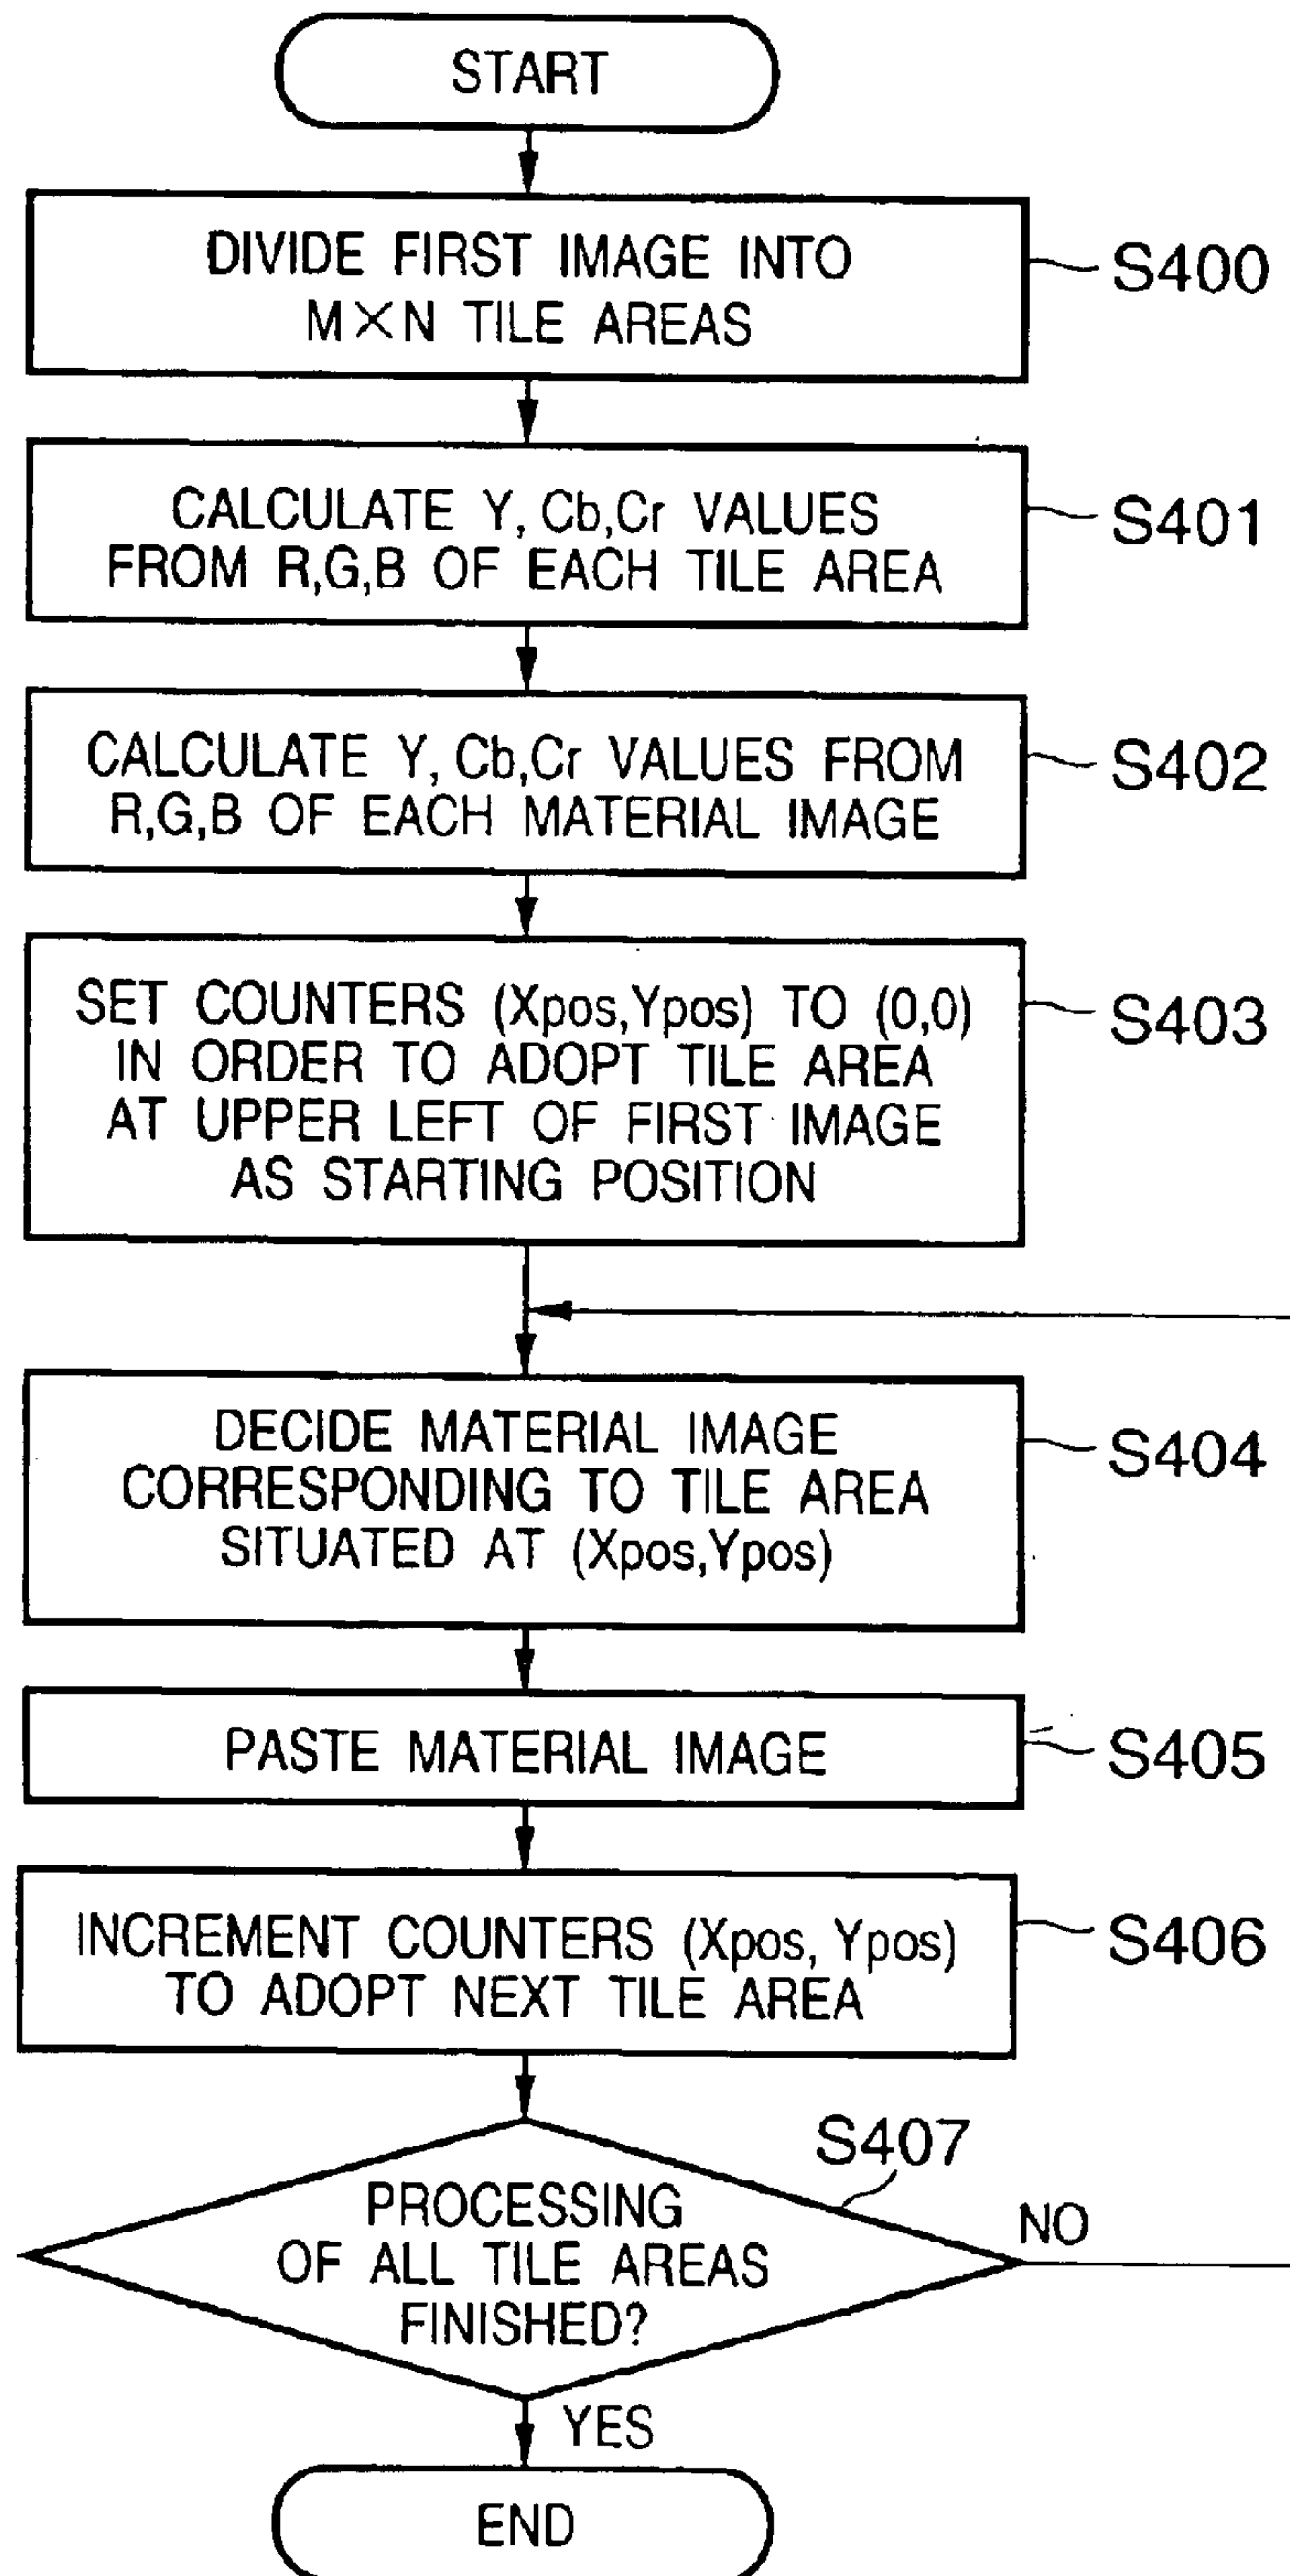 START
DIVIDE FIRST IMAGE INTO
M×N TILE AREAS
S400
CALCULATE Y, Cb,Cr VALUES
FROM R,G,B OF EACH TILE AREA
S401
CALCULATE Y, Cb,Cr VALUES FROM
R,G,B OF EACH MATERIAL IMAGE
S402
SET COUNTERS (Xpos,Ypos) TO (0,0)
IN ORDER TO ADOPT TILE AREA
AT UPPER LEFT OF FIRST IMAGE
AS STARTING POSITION
S403
DECIDE MATERIAL IMAGE
CORRESPONDING TO TILE AREA
SITUATED AT (Xpos,Ypos)
S404
PASTE MATERIAL IMAGE
S405
INCREMENT COUNTERS (Xpos, Ypos)
TO ADOPT NEXT TILE AREA
S406
S407
PROCESSING
OF ALL TILE AREAS
FINISHED?
NO
YES
END